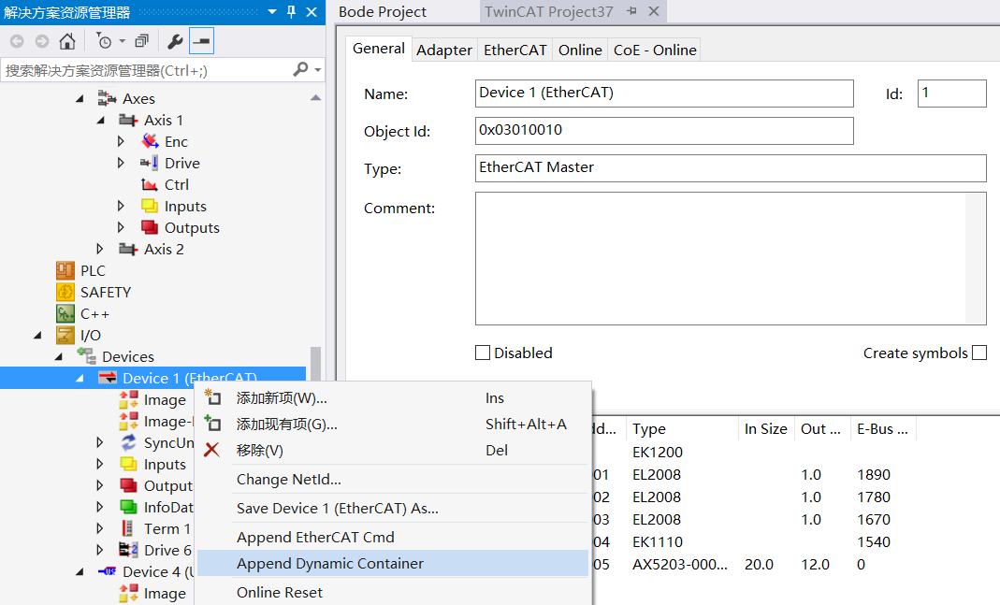 解决方案资源管理器
搜索解决方案资源管理器(Ctrl+;)
Axes
Axis 1
Enc
Drive
Ctrl
Inputs
Outputs
Axis 2
PLC
SAFETY
C++
I/O
Devices
Device 1 (EtherCAT)
Image
Image-
SyncUn
Inputs
Output
InfoDat
Term 1
Drive 6
Device 4 (U
Image
添加新项(W)... Ins
添加现有项(G)... Shift+Alt+A
移除(V) Del
Change NetId...
Save Device 1 (EtherCAT) As...
Append EtherCAT Cmd
Append Dynamic Container
Online Reset
Bode Project TwinCAT Project37
General Adapter EtherCAT Online CoE - Online
Name: Device 1 (EtherCAT) Id: 1
Object Id: 0x03010010
Type: EtherCAT Master
Comment:
Disabled Create symbols
dd... Type In Size Out ... E-Bus ...
EK1200
01 EL2008 1.0 1890
02 EL2008 1.0 1780
03 EL2008 1.0 1670
04 EK1110 1540
05 AX5203-000... 20.0 12.0 0